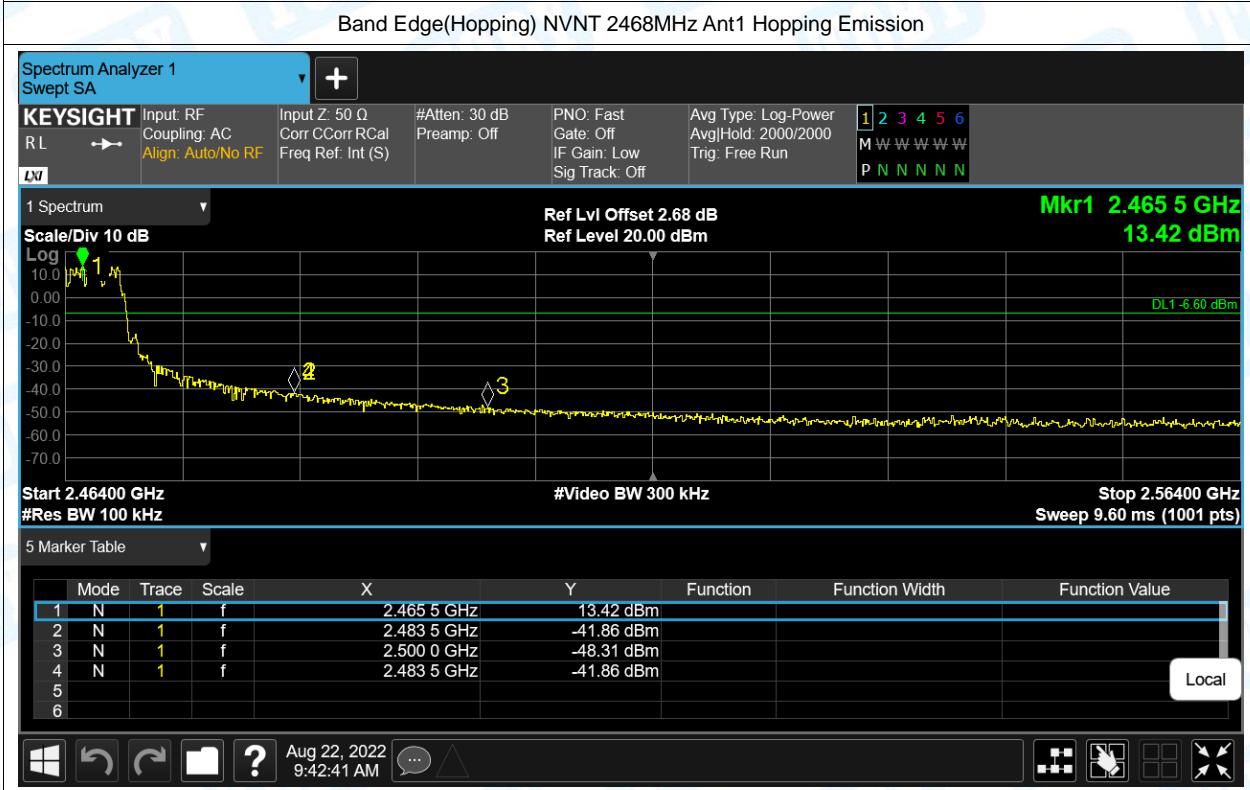 Band Edge(Hopping) NVNT 2468MHz Ant1 Hopping Emission
Spectrum Analyzer 1
Swept SA
KEYSIGHT
R L
LXI
Input: RF
Coupling: AC
Align: Auto/No RF
Input Z: 50 Ω
Corr CCorr RCal
Freq Ref: Int (S)
#Atten: 30 dB
Preamp: Off
PNO: Fast
Gate: Off
IF Gain: Low
Sig Track: Off
Avg Type: Log-Power
Avg|Hold: 2000/2000
Trig: Free Run
1 2 3 4 5 6
M W W W W W
P N N N N N
1 Spectrum
Scale/Div 10 dB
Ref Lvl Offset 2.68 dB
Ref Level 20.00 dBm
Mkr1 2.465 5 GHz
13.42 dBm
Log
10.0
0.00
-10.0
-20.0
-30.0
-40.0
-50.0
-60.0
-70.0
1
3
DL1 -6.60 dBm
Start 2.46400 GHz
#Video BW 300 kHz
Stop 2.56400 GHz
#Res BW 100 kHz
Sweep 9.60 ms (1001 pts)
5 Marker Table
Mode Trace Scale X Y Function Function Width Function Value
1 N 1 f 2.465 5 GHz 13.42 dBm
2 N 1 f 2.483 5 GHz -41.86 dBm
3 N 1 f 2.500 0 GHz -48.31 dBm
4 N 1 f 2.483 5 GHz -41.86 dBm
5
6
Local
?
Aug 22, 2022
9:42:41 AM